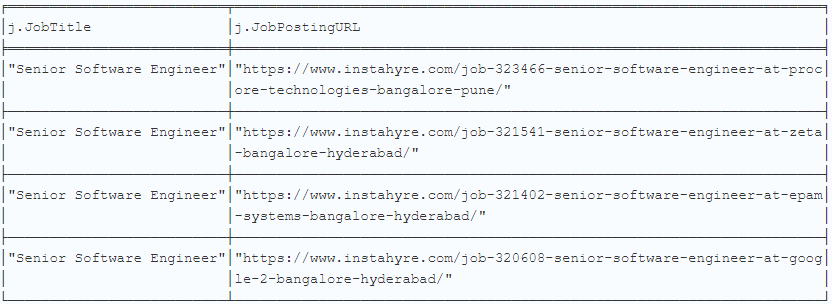 j.JobTitle j.JobPostingURL
"Senior Software Engineer" "https://www.instahyre.com/job-323466-senior-software-engineer-at-proc
ore-technologies-bangalore-pune/"
"Senior Software Engineer" "https://www.instahyre.com/job-321541-senior-software-engineer-at-zeta
-bangalore-hyderabad/"
"Senior Software Engineer" "https://www.instahyre.com/job-321402-senior-software-engineer-at-epam
-systems-bangalore-hyderabad/"
"Senior Software Engineer" "https://www.instahyre.com/job-320608-senior-software-engineer-at-goog
le-2-bangalore-hyderabad/"